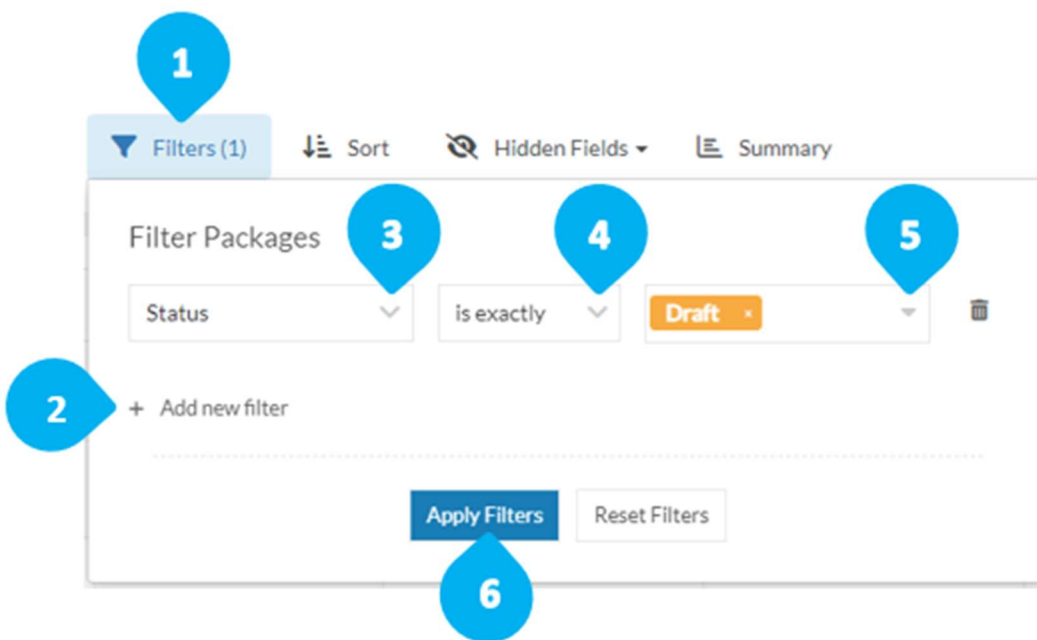 1
Filters (1) Sort Hidden Fields Summary
Filter Packages 3 4 5
Status is exactly Draft ×
2 + Add new filter
Apply Filters Reset Filters
6